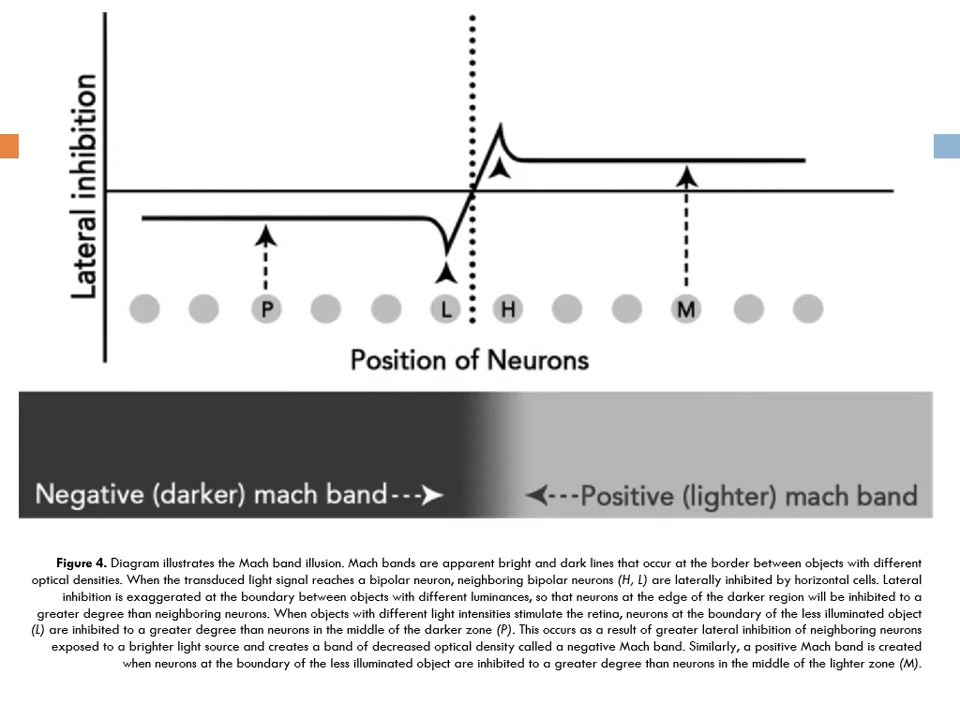 Lateral inhibition
P
L
H
M
Position of Neurons
Negative (darker) mach band
Positive (lighter) mach band
Figure 4. Diagram illustrates the Mach band illusion. Mach bands are apparent bright and dark lines that occur at the border between objects with different
optical densities. When the transduced light signal reaches a bipolar neuron, neighboring bipolar neurons (H, L) are laterally inhibited by horizontal cells. Lateral
inhibition is exaggerated at the boundary between objects with different luminances, so that neurons at the edge of the darker region will be inhibited to a
greater degree than neighboring neurons. When objects with different light intensities stimulate the retina, neurons at the boundary of the less illuminated object
(L) are inhibited to a greater degree than neurons in the middle of the darker zone (P). This occurs as a result of greater lateral inhibition of neighboring neurons
exposed to a brighter light source and creates a band of decreased optical density called a negative Mach band. Similarly, a positive Mach band is created
when neurons at the boundary of the less illuminated object are inhibited to a greater degree than neurons in the middle of the lighter zone (M).